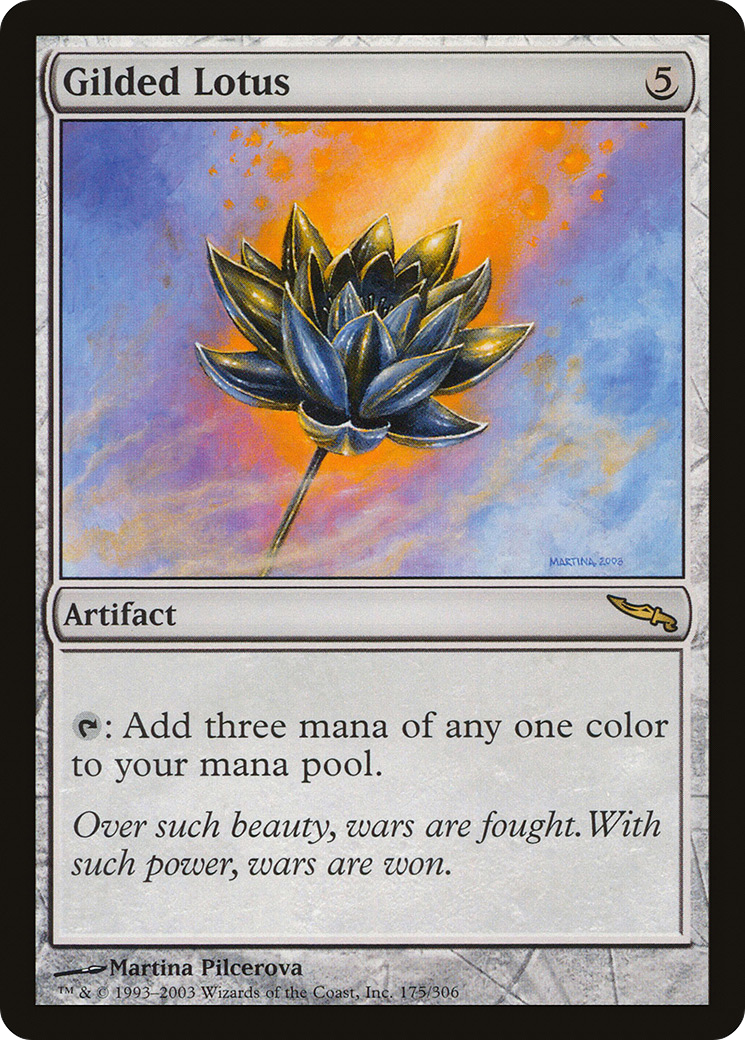 Gilded Lotus 5
MARTINA 2003
Artifact
: Add three mana of any one color
to your mana pool.
Over such beauty, wars are fought. With
such power, wars are won.
Martina Pilcerova
™ & © 1993–2003 Wizards of the Coast, Inc. 175/306